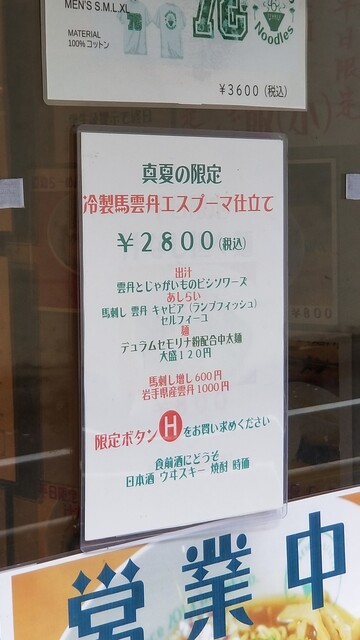 MEN'S S.M.L.XL
MATERIAL
100%コットン
Noodles
¥3600(税込)
真夏の限定
冷製馬雲丹エスプーマ仕立て
¥2800(税込)
出汁
雲丹とじゃがいものビシソワーズ
あしらい
馬刺し 雲丹 キャビア(ランプフィッシュ)
セルフィーユ
麺
デュラムセモリナ粉配合中太麺
大盛120円
馬刺し増し600円
岩手県産雲丹1000円
限定ボタンHをお買い求めください
食前酒にどうぞ
日本酒 ウヰスキー 焼酎 時価
営業中